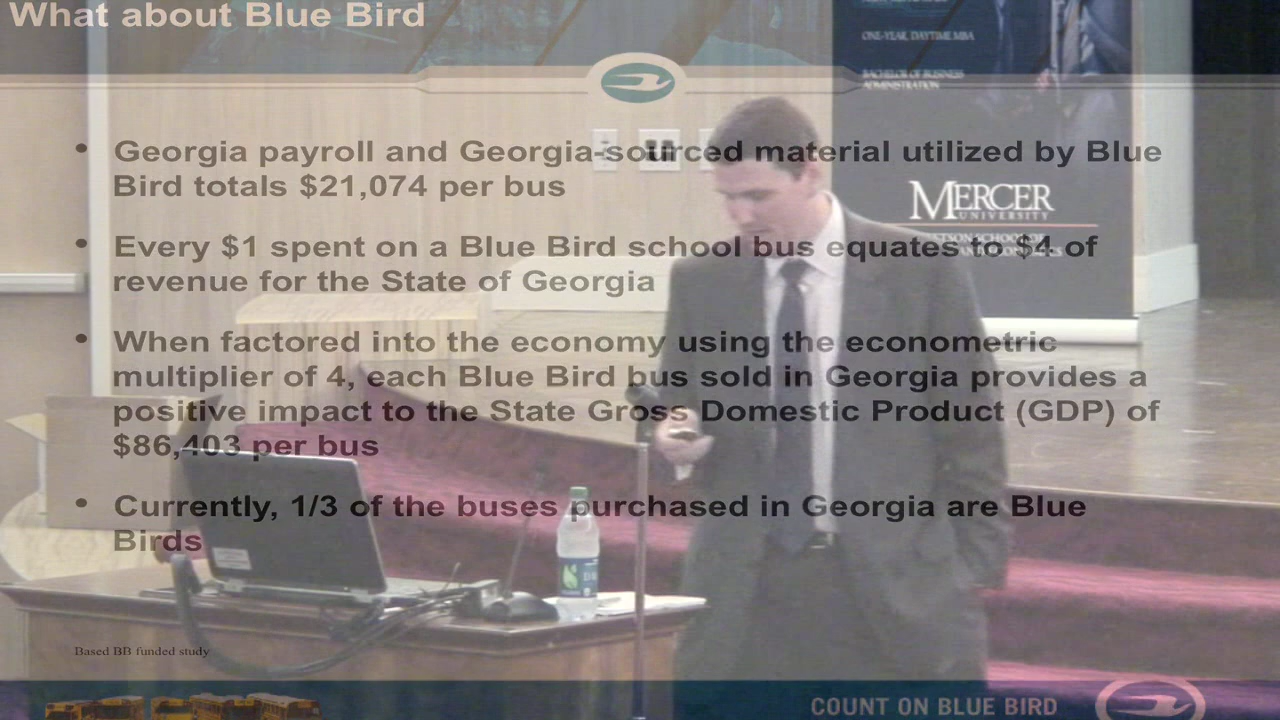 What about Blue Bird
ONE-YEAR, DAYTIME MBA
BACHELOR OF BUSINESS
ADMINISTRATION
• Georgia payroll and Georgia-sourced material utilized by Blue
Bird totals $21,074 per bus
MERCER
UNIVERSITY
• Every $1 spent on a Blue Bird school bus equates to $4 of
revenue for the State of Georgia
• When factored into the economy using the econometric
multiplier of 4, each Blue Bird bus sold in Georgia provides a
positive impact to the State Gross Domestic Product (GDP) of
$86,403 per bus
• Currently, 1/3 of the buses purchased in Georgia are Blue
Birds
Based BB funded study
COUNT ON BLUE BIRD